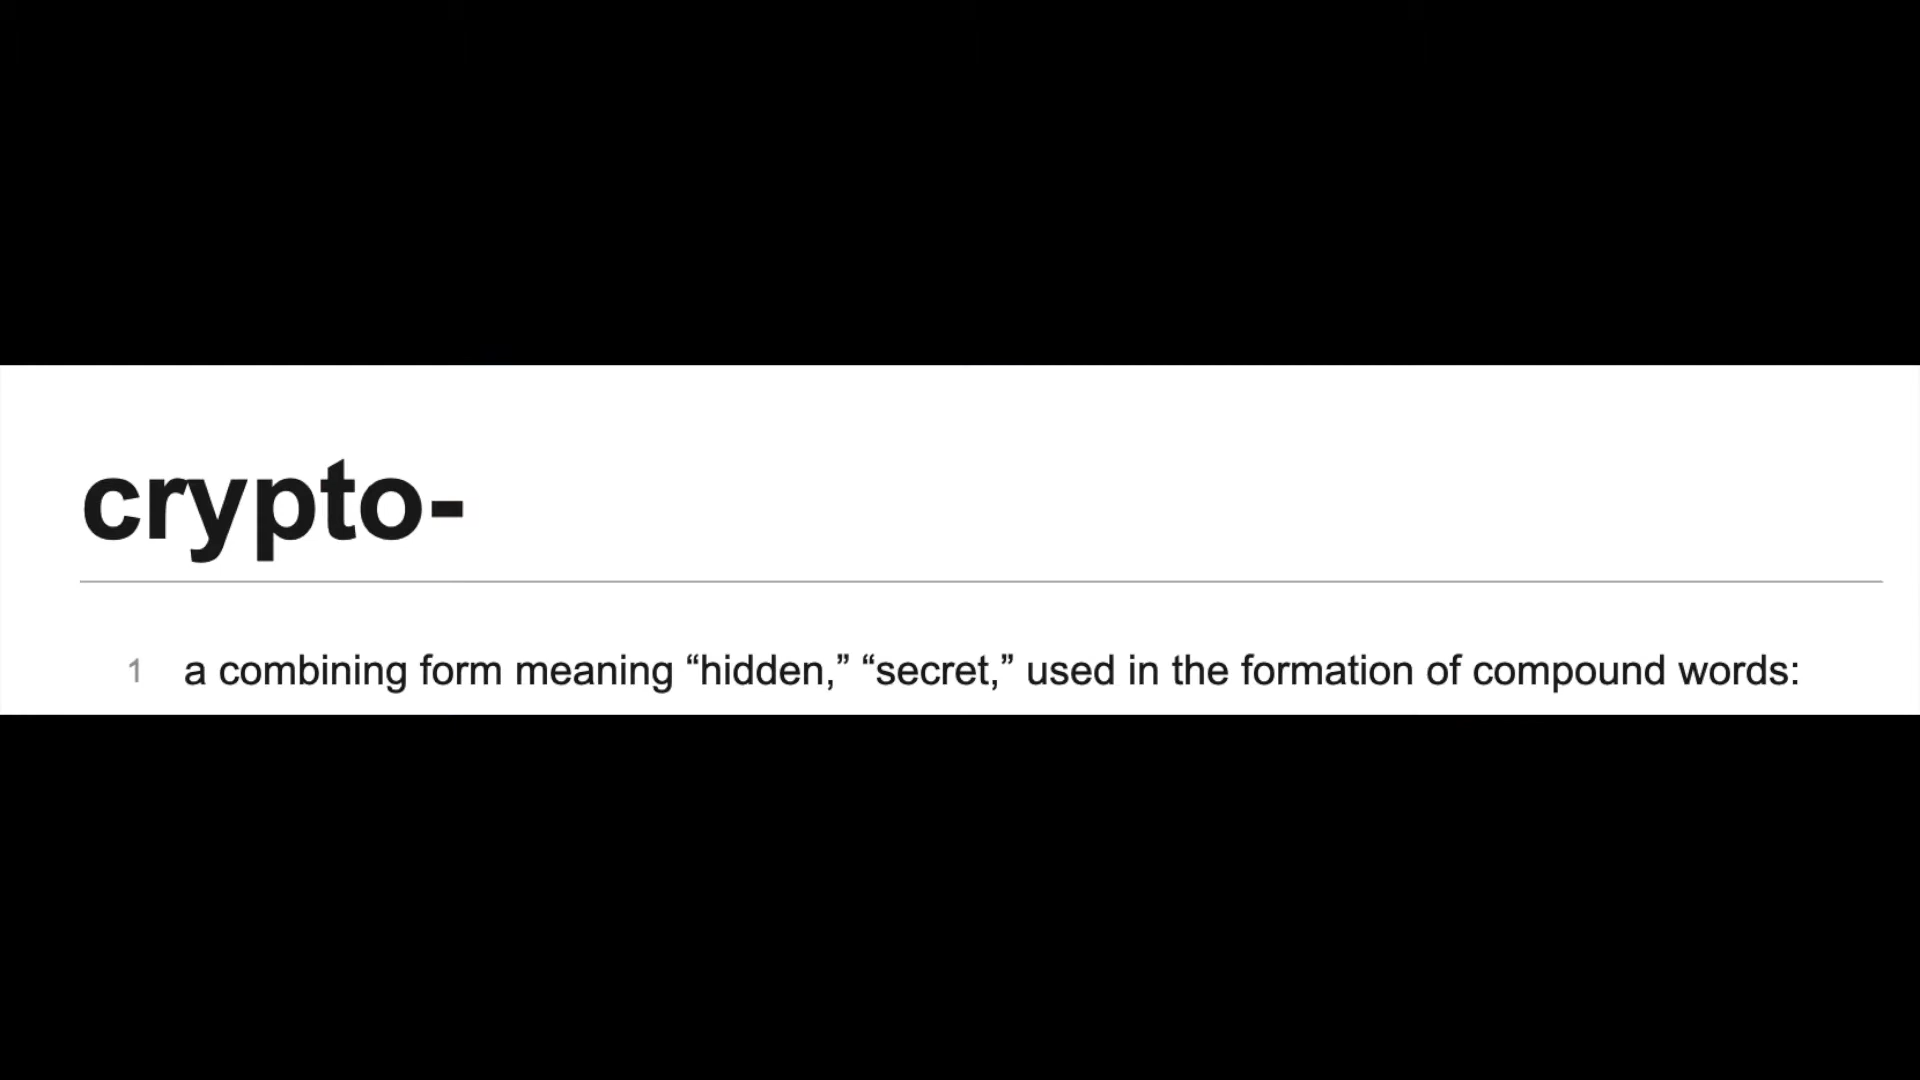 crypto-
1 a combining form meaning “hidden,” “secret,” used in the formation of compound words: